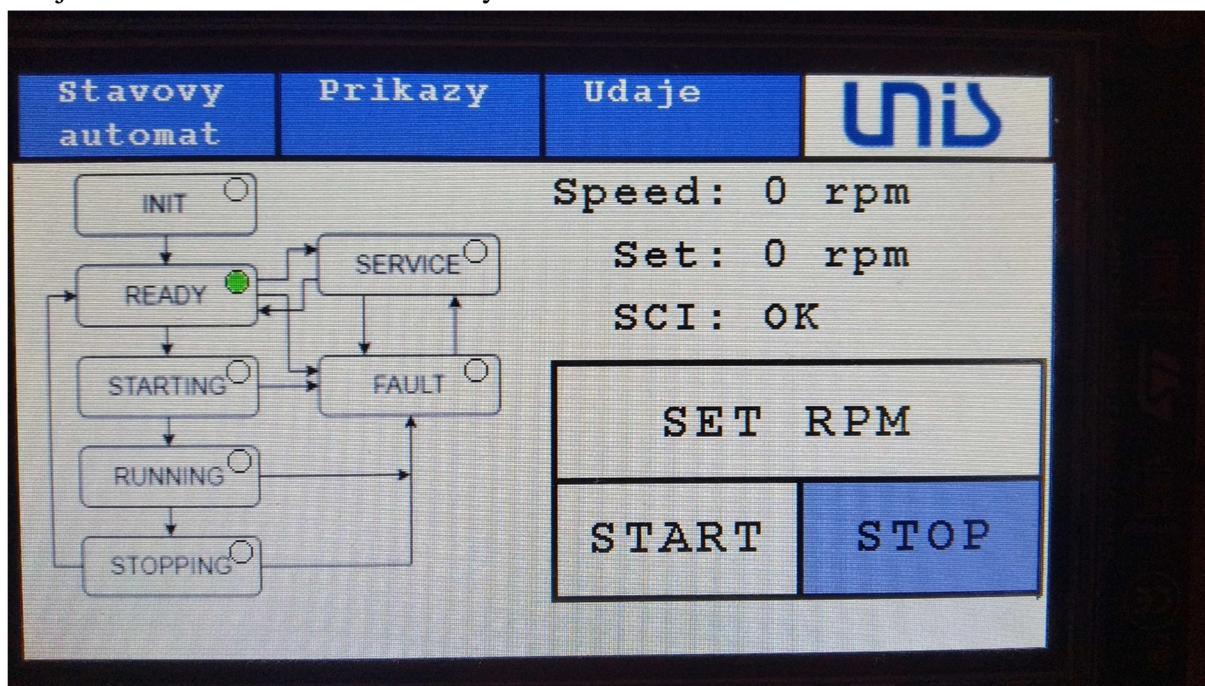 Stavovy
automat
Prikazy
Udaje
unis
INIT
READY
SERVICE
STARTING
FAULT
RUNNING
STOPPING
Speed: 0 rpm
Set: 0 rpm
SCI: OK
SET RPM
START
STOP